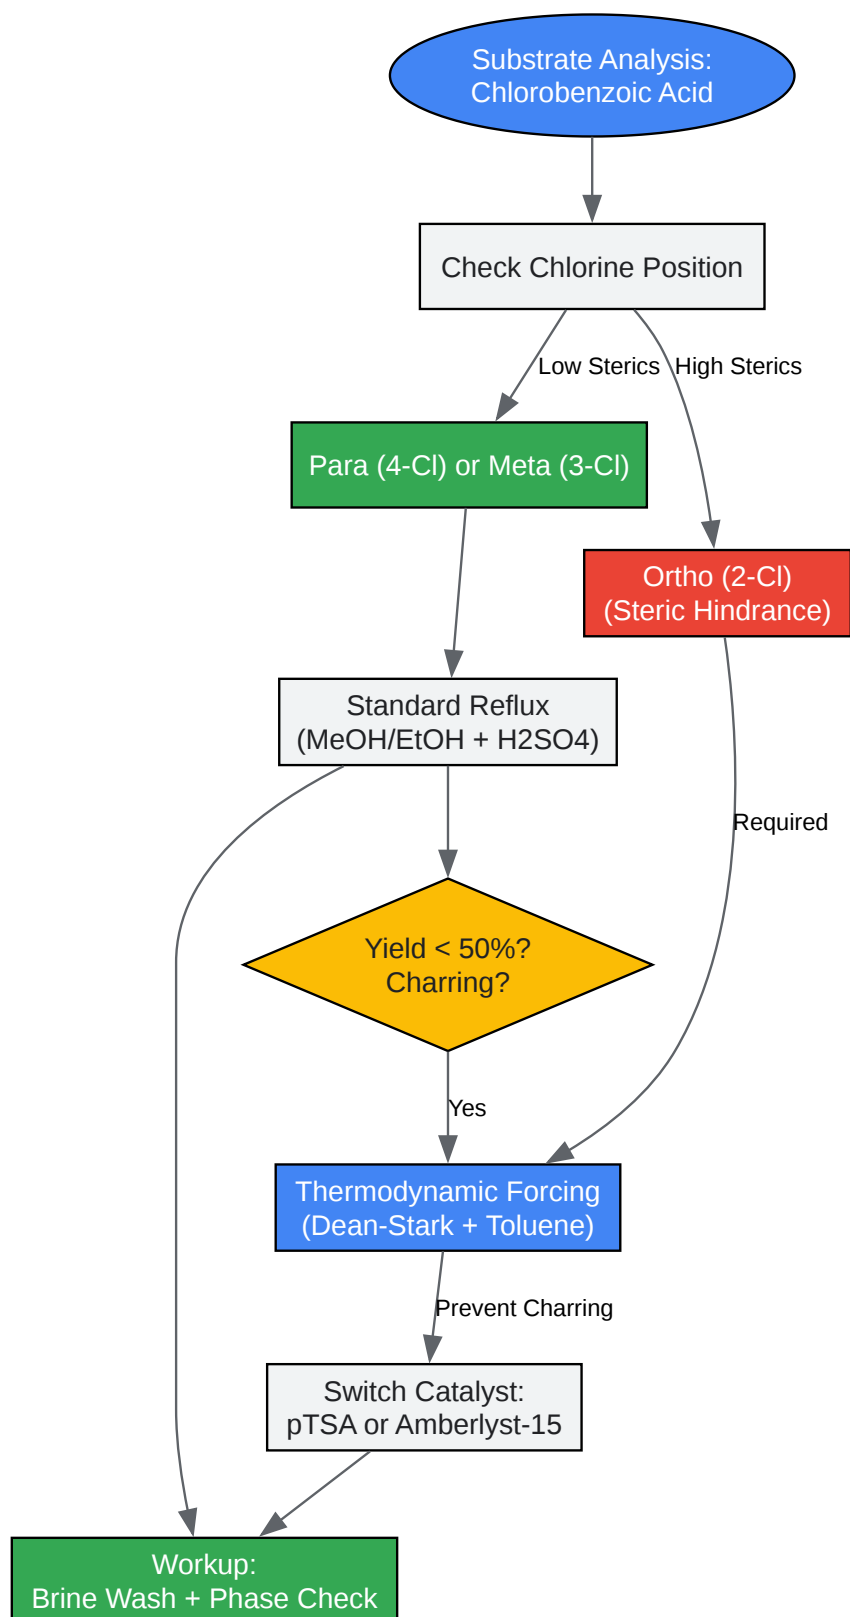 Substrate Analysis:
Chlorobenzoic Acid
Check Chlorine Position
Low Sterics
High Sterics
Para (4-Cl) or Meta (3-Cl)
Ortho (2-Cl)
(Steric Hindrance)
Standard Reflux
(MeOH/EtOH + H2SO4)
Required
Yield < 50%?
Charring?
Yes
Thermodynamic Forcing
(Dean-Stark + Toluene)
Prevent Charring
Switch Catalyst:
pTSA or Amberlyst-15
Workup:
Brine Wash + Phase Check